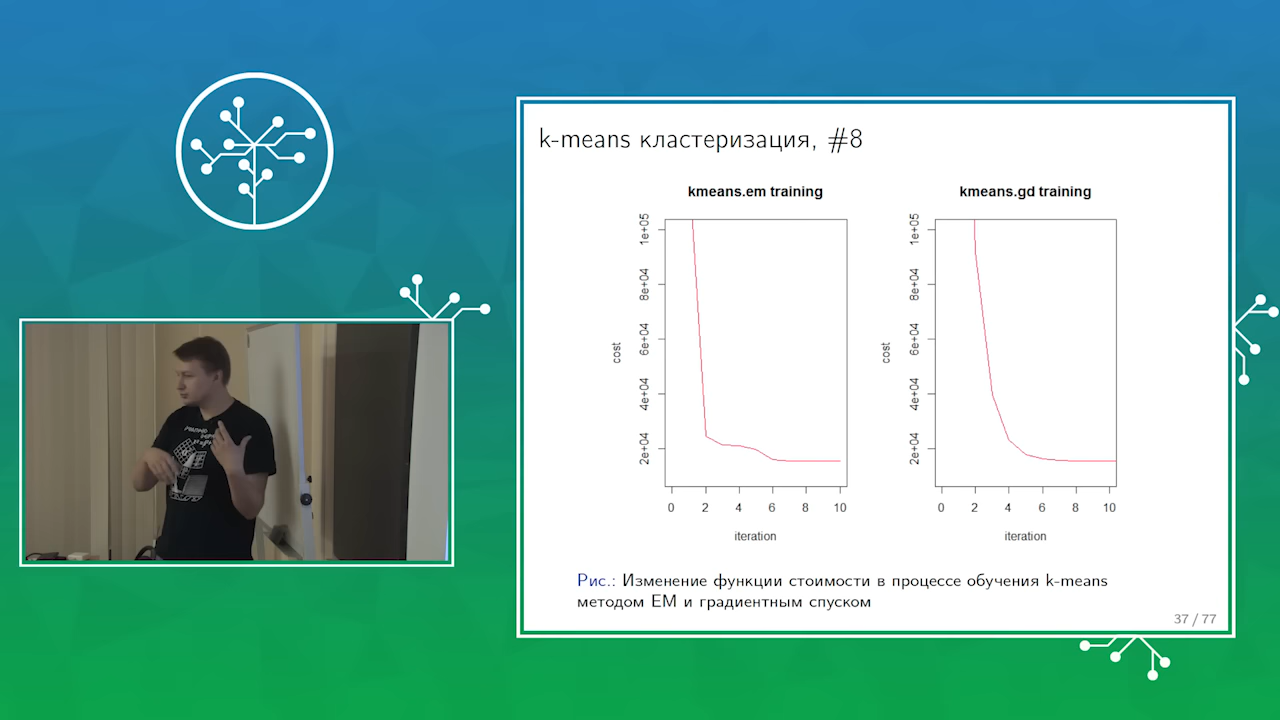 k-means кластеризация, #8
kmeans.em training
cost
2e+04 4e+04 6e+04 8e+04 1e+05
0 2 4 6 8 10
iteration
kmeans.gd training
cost
2e+04 4e+04 6e+04 8e+04 1e+05
0 2 4 6 8 10
iteration
Рис.: Изменение функции стоимости в процессе обучения k-means
методом EM и градиентным спуском
37 / 77